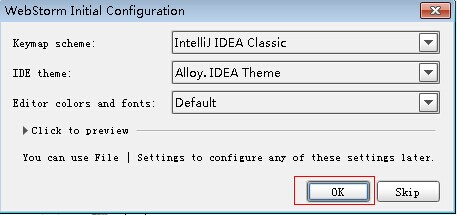 WebStorm Initial Configuration
Keymap scheme: IntelliJ IDEA Classic
IDE theme: Alloy. IDEA Theme
Editor colors and fonts: Default
Click to preview
You can use File | Settings to configure any of these settings later.
OK Skip